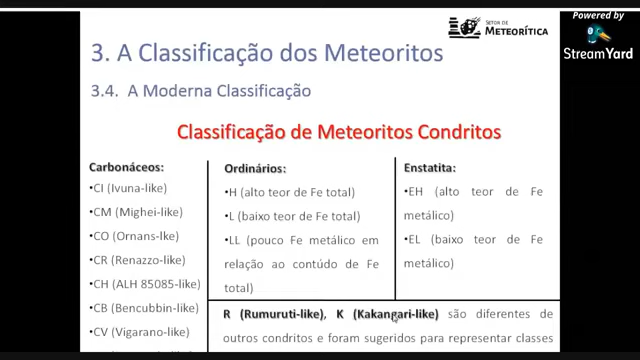 SETOR DE
METEORÍTICA
Powered by
StreamYard
3. A Classificação dos Meteoritos
3.4. A Moderna Classificação
Classificação de Meteoritos Condritos
Carbonáceos:
•CI (Ivuna-like)
•CM (Mighei-like)
•CO (Ornans-lke)
•CR (Renazzo-like)
•CH (ALH 85085-like)
•CB (Bencubbin-like)
•CV (Vigarano-like)
Ordinários:
•H (alto teor de Fe total)
•L (baixo teor de Fe total)
•LL (pouco Fe metálico em
relação ao contúdo de Fe
total)
Enstatita:
•EH (alto teor de Fe
metálico)
•EL (baixo teor de Fe
metálico)
R (Rumuruti-like), K (Kakangari-like) são diferentes de
outros condritos e foram sugeridos para representar classes